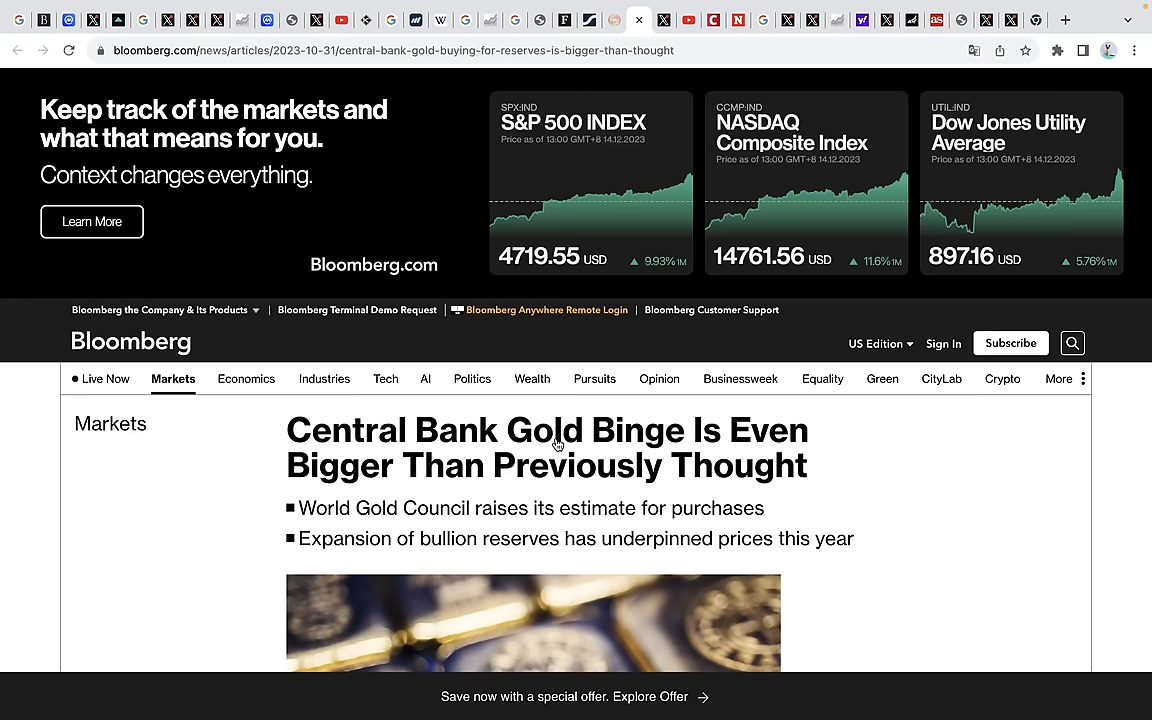 bloomberg.com/news/articles/2023-10-31/central-bank-gold-buying-for-reserves-is-bigger-than-thought
Keep track of the markets and
what that means for you.
Context changes everything.
Learn More
Bloomberg.com
SPX:IND
S&P 500 INDEX
Price as of 13:00 GMT+8 14.12.2023
4719.55 USD ▲ 9.93% 1M
CCMP:IND
NASDAQ
Composite Index
Price as of 13:00 GMT+8 14.12.2023
14761.56 USD ▲ 11.6% 1M
UTIL:IND
Dow Jones Utility
Average
Price as of 13:00 GMT+8 14.12.2023
897.16 USD ▲ 5.76% 1M
Bloomberg the Company & Its Products | Bloomberg Terminal Demo Request | Bloomberg Anywhere Remote Login | Bloomberg Customer Support
Bloomberg
US Edition Sign In Subscribe
Live Now Markets Economics Industries Tech AI Politics Wealth Pursuits Opinion Businessweek Equality Green CityLab Crypto More
Markets
Central Bank Gold Binge Is Even
Bigger Than Previously Thought
World Gold Council raises its estimate for purchases
Expansion of bullion reserves has underpinned prices this year
Save now with a special offer. Explore Offer →